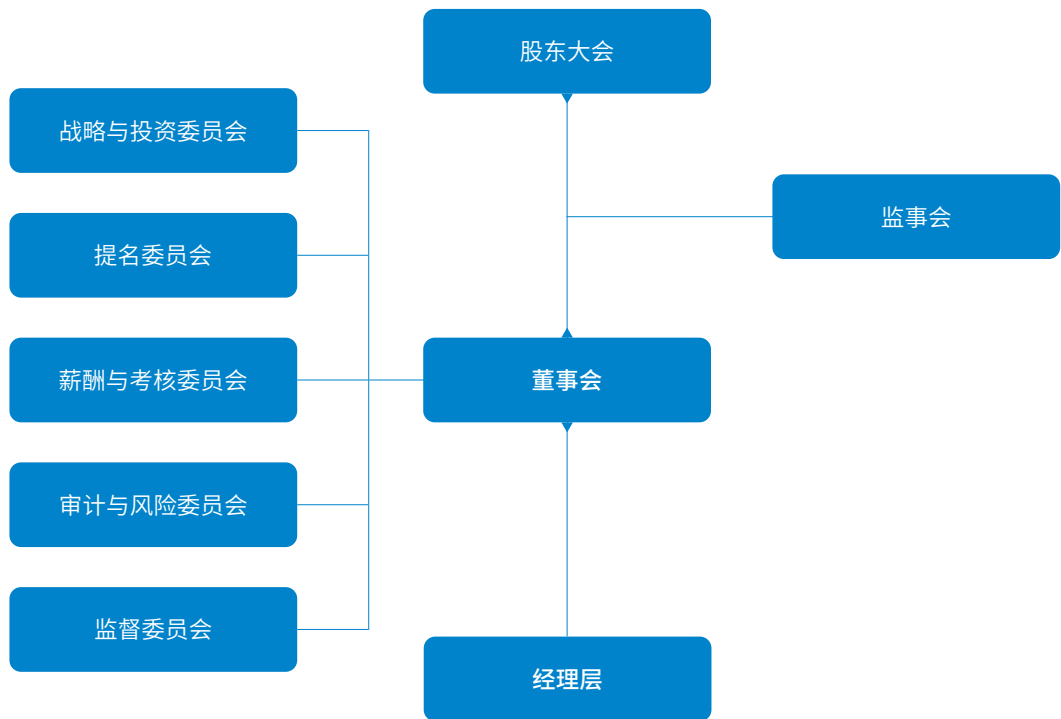 股东大会
战略与投资委员会
监事会
提名委员会
董事会
薪酬与考核委员会
审计与风险委员会
监督委员会
经理层